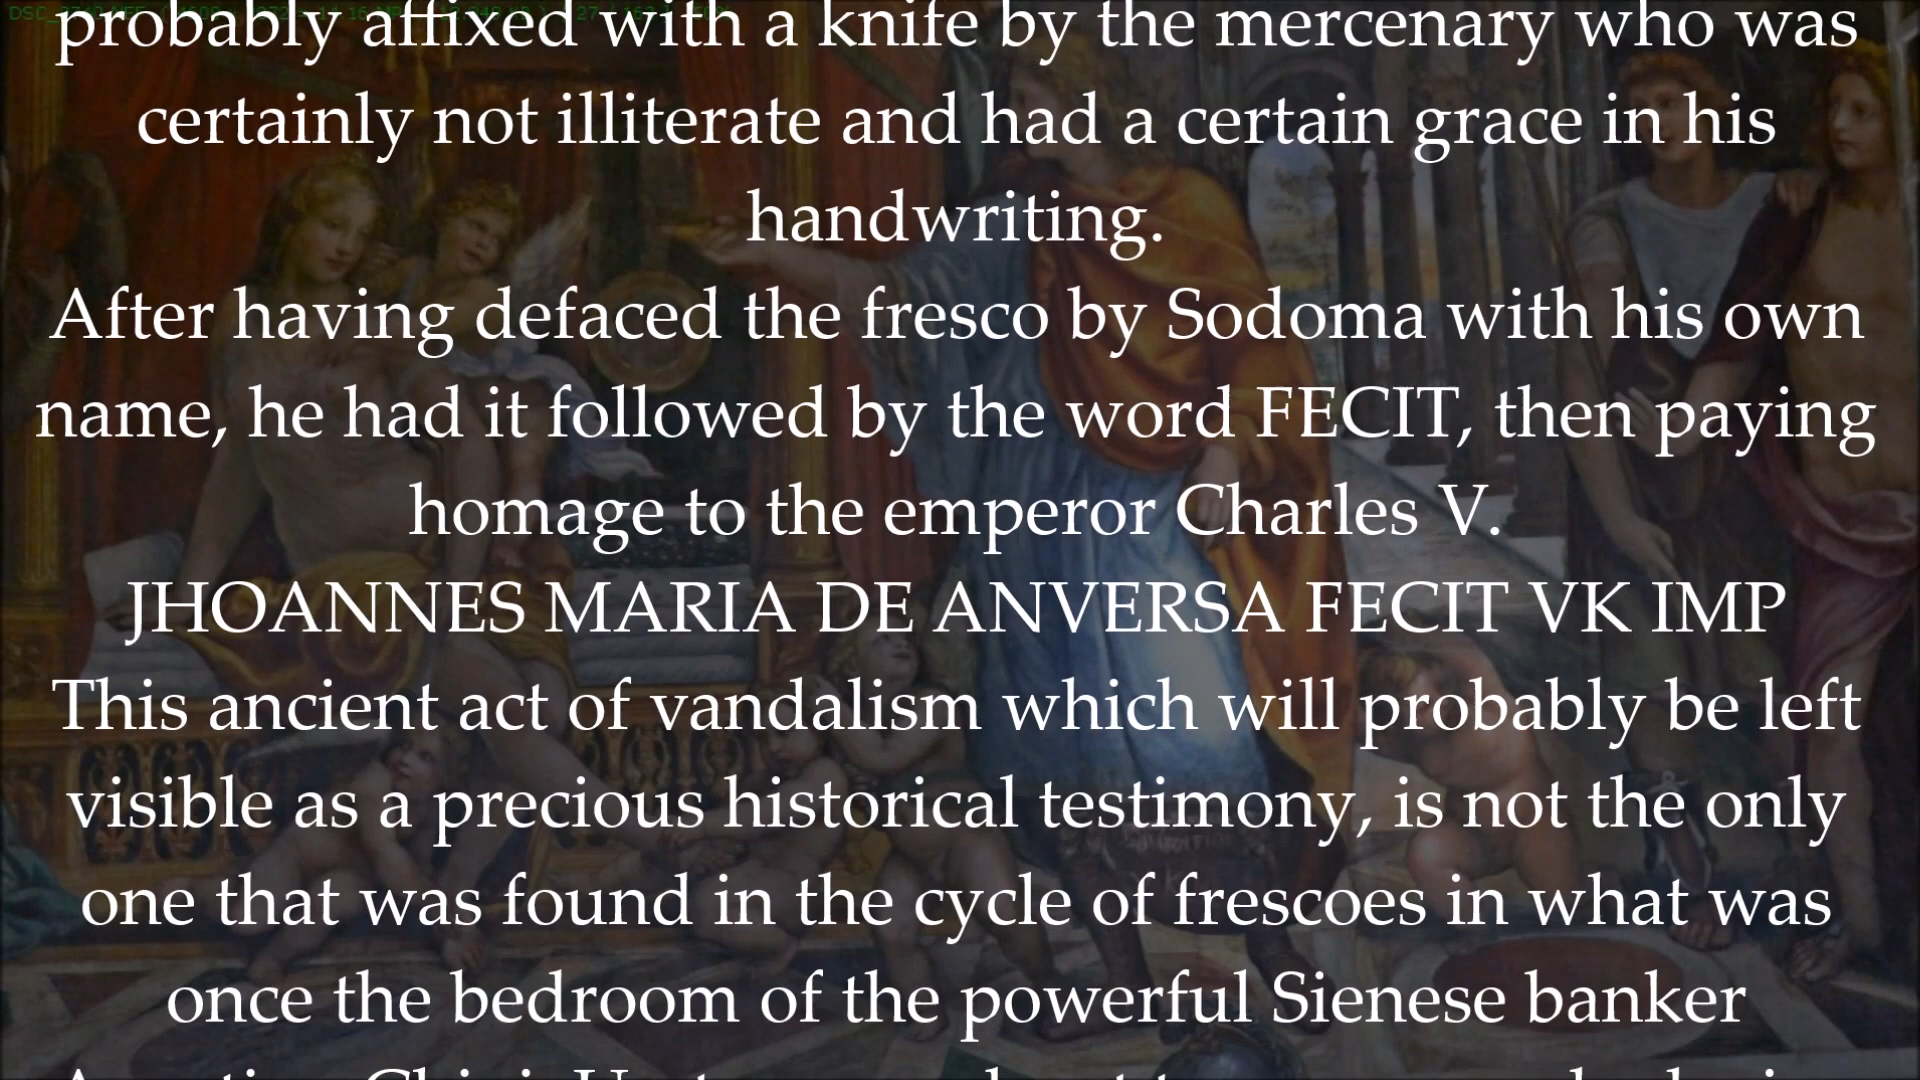 probably affixed with a knife by the mercenary who was
certainly not illiterate and had a certain grace in his
handwriting.
After having defaced the fresco by Sodoma with his own
name, he had it followed by the word FECIT, then paying
homage to the emperor Charles V.
JHOANNES MARIA DE ANVERSA FECIT VK IMP
This ancient act of vandalism which will probably be left
visible as a precious historical testimony, is not the only
one that was found in the cycle of frescoes in what was
once the bedroom of the powerful Sienese banker